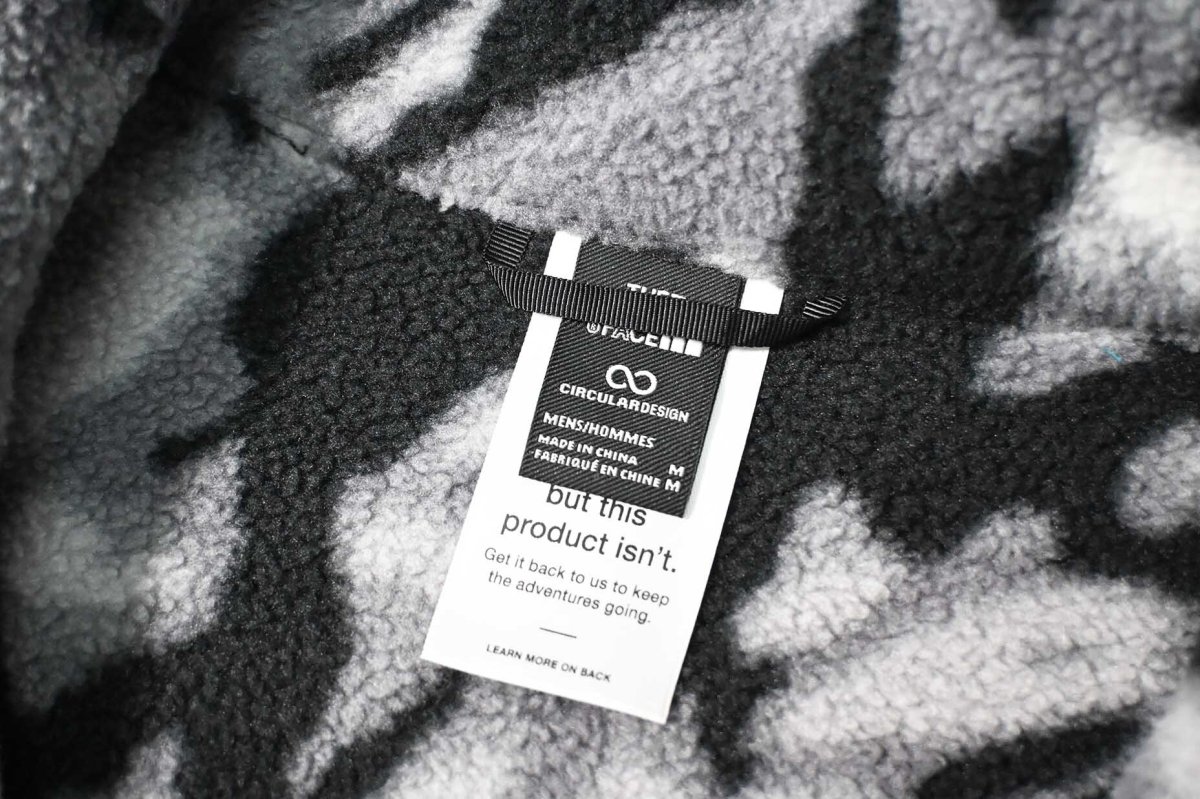 FACE
CIRCULARDESIGN
MENS/HOMMES
MADE IN CHINA M
FABRIQUÉ EN CHINE M
but this
product isn't.
Get it back to us to keep
the adventures going.
LEARN MORE ON BACK